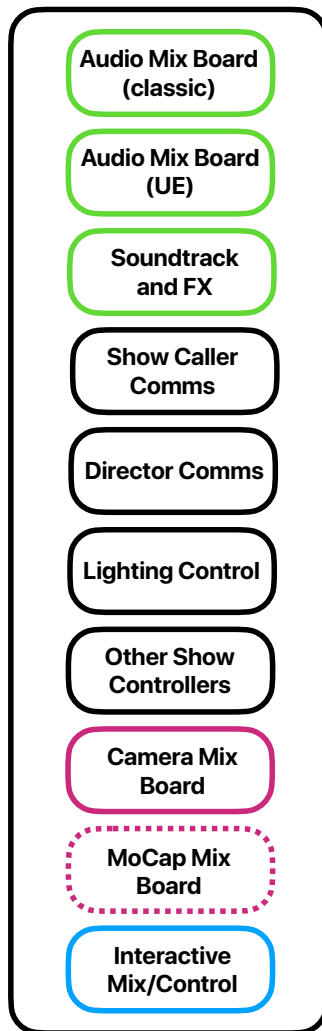 Audio Mix Board
(classic)
Audio Mix Board
(UE)
Soundtrack
and FX
Show Caller
Comms
Director Comms
Lighting Control
Other Show
Controllers
Camera Mix
Board
MoCap Mix
Board
Interactive
Mix/Control